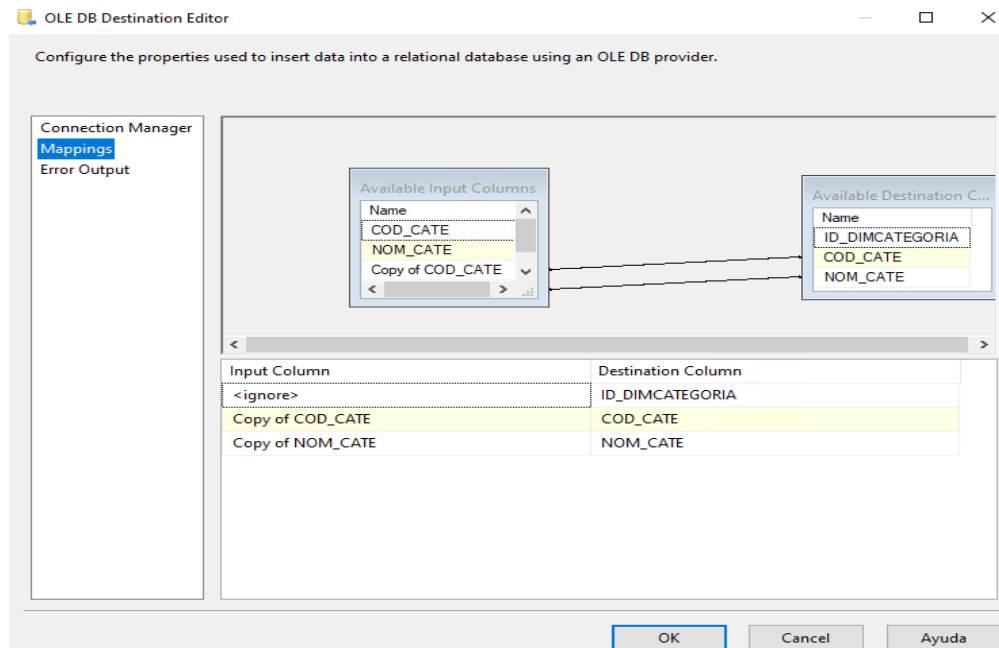 OLE DB Destination Editor
Configure the properties used to insert data into a relational database using an OLE DB provider.
Connection Manager
Mappings
Error Output
Available Input Columns
Name
COD_CATE
NOM_CATE
Copy of COD_CATE
Available Destination C...
Name
ID_DIMCATEGORIA
COD_CATE
NOM_CATE
Input Column Destination Column
<ignore> ID_DIMCATEGORIA
Copy of COD_CATE COD_CATE
Copy of NOM_CATE NOM_CATE
OK Cancel Ayuda